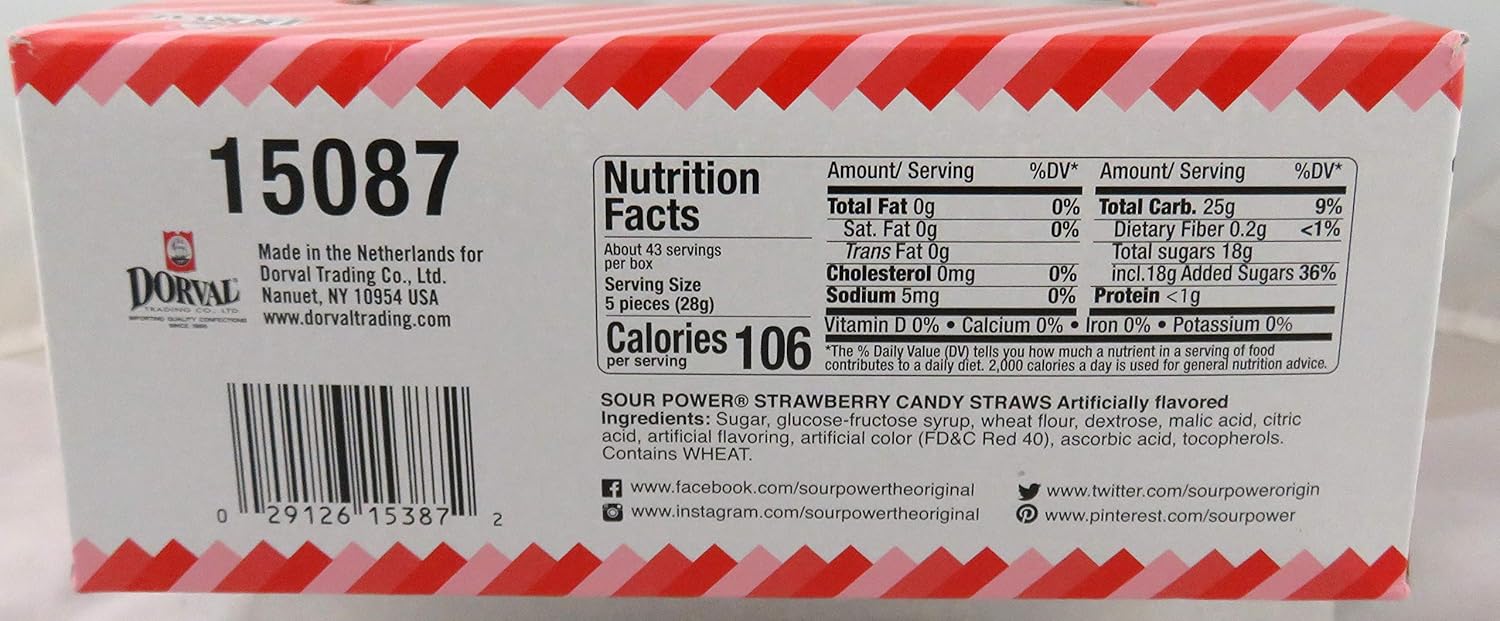 15087
DORVAL
TRADING CO., LTD.
IMPORTING QUALITY CONFECTIONS
Made in the Netherlands for
Dorval Trading Co., Ltd.
Nanuet, NY 10954 USA
www.dorvaltrading.com
0 29126 15387 2
Nutrition
Facts
About 43 servings
per box
Serving Size
5 pieces (28g)
Calories 106
per serving
Amount/ Serving %DV*
Total Fat 0g 0%
Sat. Fat 0g 0%
Trans Fat 0g
Cholesterol 0mg 0%
Sodium 5mg 0%
Amount/ Serving %DV*
Total Carb. 25g 9%
Dietary Fiber 0.2g <1%
Total sugars 18g
incl.18g Added Sugars 36%
Protein <1g
Vitamin D 0% • Calcium 0% • Iron 0% • Potassium 0%
*The % Daily Value (DV) tells you how much a nutrient in a serving of food
contributes to a daily diet. 2,000 calories a day is used for general nutrition advice.
SOUR POWER® STRAWBERRY CANDY STRAWS Artificially flavored
Ingredients: Sugar, glucose-fructose syrup, wheat flour, dextrose, malic acid, citric
acid, artificial flavoring, artificial color (FD&C Red 40), ascorbic acid, tocopherols.
Contains WHEAT.
www.facebook.com/sourpowertheoriginal
www.twitter.com/sourpowerorigin
www.instagram.com/sourpowertheoriginal
www.pinterest.com/sourpower